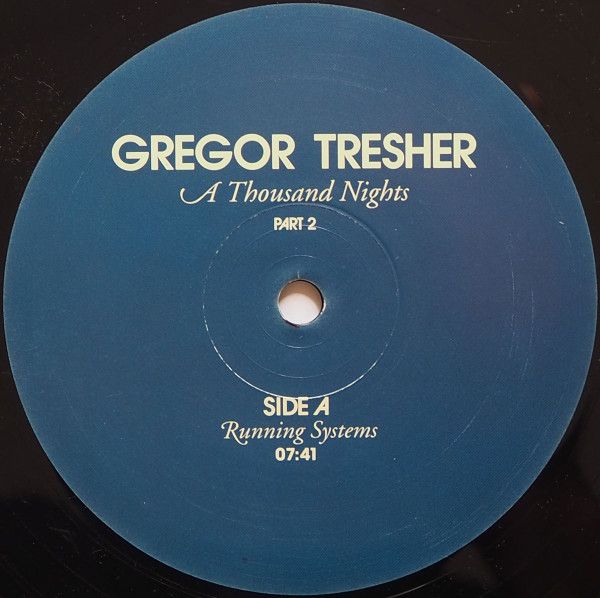 GREGOR TRESHER
A Thousand Nights
PART 2
SIDE A
Running Systems
07:41